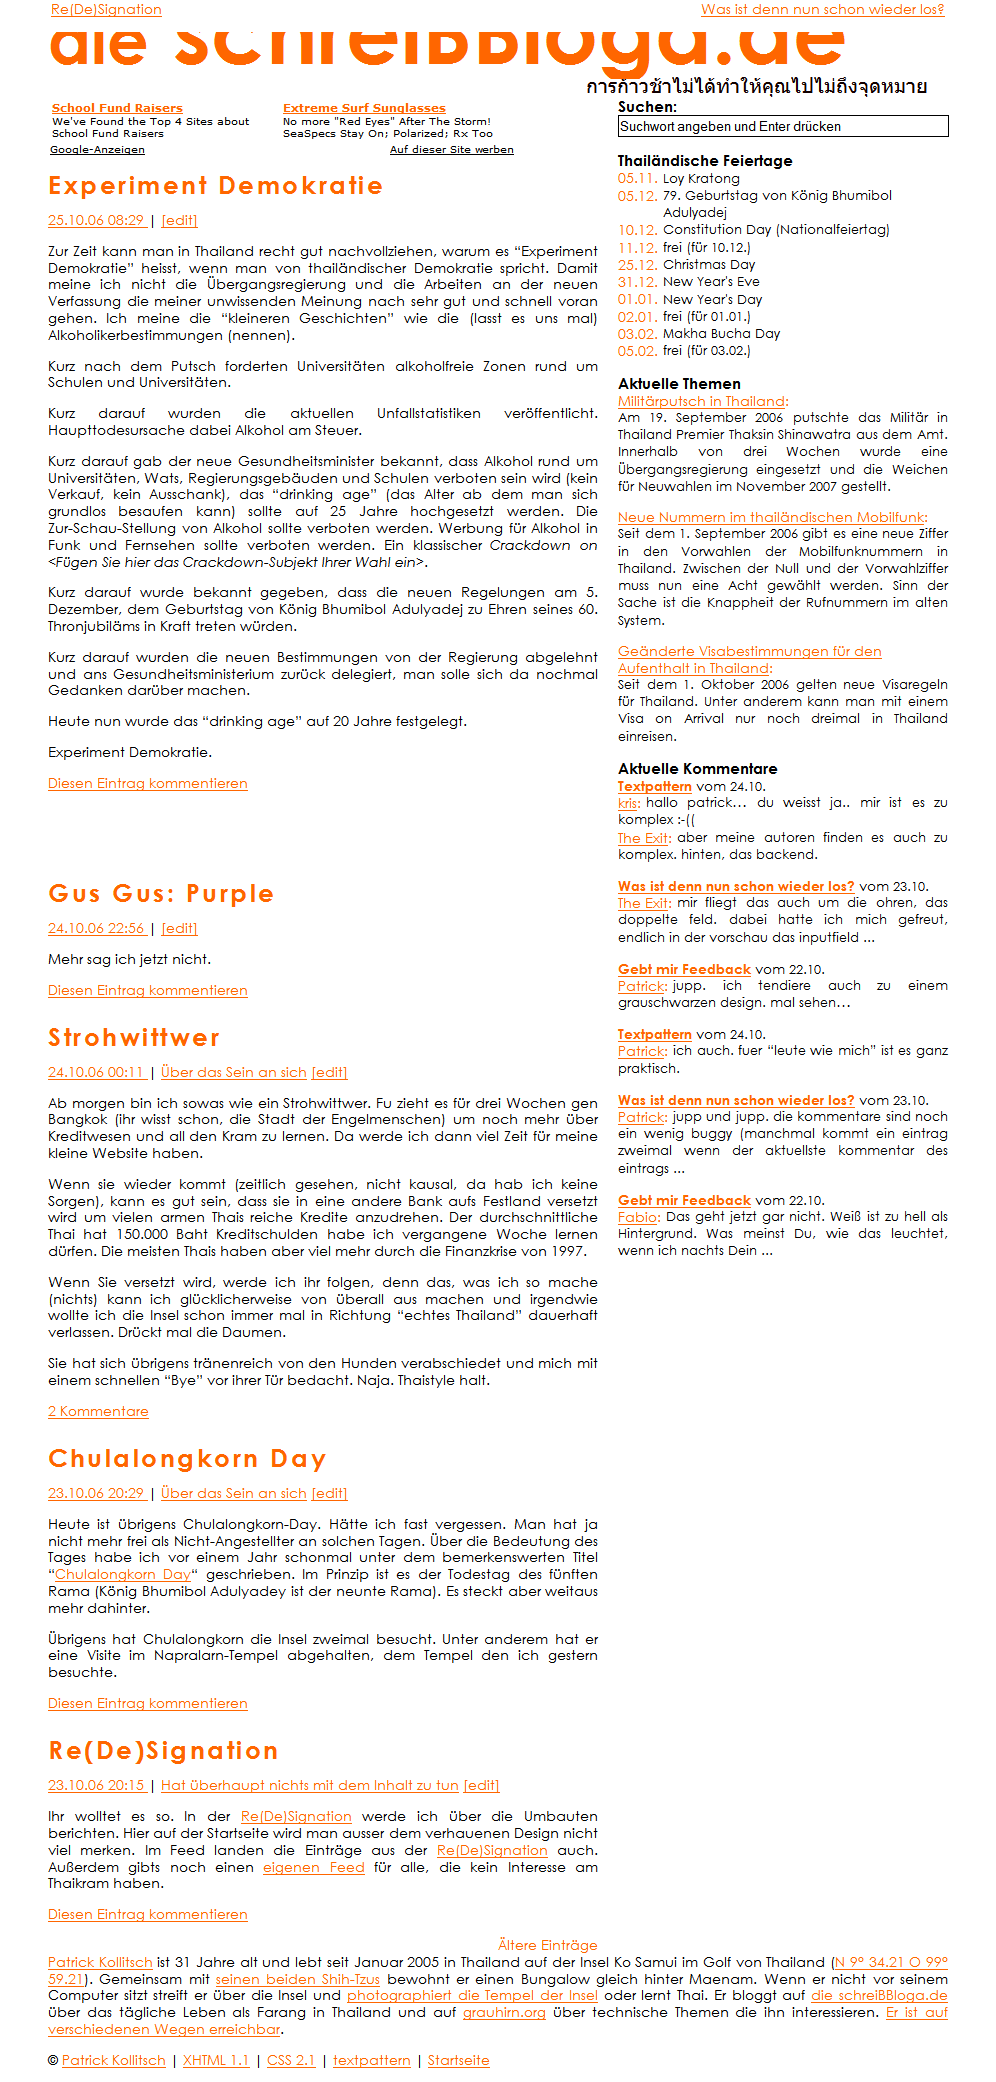 Re(De)Signation
Was ist denn nun schon wieder los?
die schreiBBloga.de
การก้าวช้าไม่ได้ทำให้คุณไปไม่ถึงจุดหมาย
School Fund Raisers
We've Found the Top 4 Sites about
School Fund Raisers
Extreme Surf Sunglasses
No more "Red Eyes" After The Storm!
SeaSpecs Stay On; Polarized; Rx Too
Google-Anzeigen
Auf dieser Site werben
Experiment Demokratie
25.10.06 08:29 | [edit]
Zur Zeit kann man in Thailand recht gut nachvollziehen, warum es “Experiment
Demokratie” heisst, wenn man von thailändischer Demokratie spricht. Damit
meine ich nicht die Übergangsregierung und die Arbeiten an der neuen
Verfassung die meiner unwissenden Meinung nach sehr gut und schnell voran
gehen. Ich meine die “kleineren Geschichten” wie die (lasst es uns mal)
Alkoholikerbestimmungen (nennen).
Kurz nach dem Putsch forderten Universitäten alkoholfreie Zonen rund um
Schulen und Universitäten.
Kurz darauf wurden die aktuellen Unfallstatistiken veröffentlicht.
Haupttodesursache dabei Alkohol am Steuer.
Kurz darauf gab der neue Gesundheitsminister bekannt, dass Alkohol rund um
Universitäten, Wats, Regierungsgebäuden und Schulen verboten sein wird (kein
Verkauf, kein Ausschank), das “drinking age” (das Alter ab dem man sich
grundlos besaufen kann) sollte auf 25 Jahre hochgesetzt werden. Die
Zur-Schau-Stellung von Alkohol sollte verboten werden. Werbung für Alkohol in
Funk und Fernsehen sollte verboten werden. Ein klassischer Crackdown on
<Fügen Sie hier das Crackdown-Subjekt Ihrer Wahl ein>.
Kurz darauf wurde bekannt gegeben, dass die neuen Regelungen am 5.
Dezember, dem Geburtstag von König Bhumibol Adulyadej zu Ehren seines 60.
Thronjubiläms in Kraft treten würden.
Kurz darauf wurden die neuen Bestimmungen von der Regierung abgelehnt
und ans Gesundheitsministerium zurück delegiert, man solle sich da nochmal
Gedanken darüber machen.
Heute nun wurde das “drinking age” auf 20 Jahre festgelegt.
Experiment Demokratie.
Diesen Eintrag kommentieren
Gus Gus: Purple
24.10.06 22:56 | [edit]
Mehr sag ich jetzt nicht.
Diesen Eintrag kommentieren
Strohwittwer
24.10.06 00:11 | Über das Sein an sich [edit]
Ab morgen bin ich sowas wie ein Strohwittwer. Fu zieht es für drei Wochen gen
Bangkok (ihr wisst schon, die Stadt der Engelmenschen) um noch mehr über
Kreditwesen und all den Kram zu lernen. Da werde ich dann viel Zeit für meine
kleine Website haben.
Wenn sie wieder kommt (zeitlich gesehen, nicht kausal, da hab ich keine
Sorgen), kann es gut sein, dass sie in eine andere Bank aufs Festland versetzt
wird um vielen armen Thais reiche Kredite anzudrehen. Der durchschnittliche
Thai hat 150.000 Baht Kreditschulden habe ich vergangene Woche lernen
dürfen. Die meisten Thais haben aber viel mehr durch die Finanzkrise von 1997.
Wenn Sie versetzt wird, werde ich ihr folgen, denn das, was ich so mache
(nichts) kann ich glücklicherweise von überall aus machen und irgendwie
wollte ich die Insel schon immer mal in Richtung “echtes Thailand” dauerhaft
verlassen. Drückt mal die Daumen.
Sie hat sich übrigens tränenreich von den Hunden verabschiedet und mich mit
einem schnellen “Bye” vor ihrer Tür bedacht. Naja. Thaistyle halt.
2 Kommentare
Chulalongkorn Day
23.10.06 20:29 | Über das Sein an sich [edit]
Heute ist übrigens Chulalongkorn-Day. Hätte ich fast vergessen. Man hat ja
nicht mehr frei als Nicht-Angestellter an solchen Tagen. Über die Bedeutung des
Tages habe ich vor einem Jahr schonmal unter dem bemerkenswerten Titel
“Chulalongkorn Day“ geschrieben. Im Prinzip ist es der Todestag des fünften
Rama (König Bhumibol Adulyadey ist der neunte Rama). Es steckt aber weitaus
mehr dahinter.
Übrigens hat Chulalongkorn die Insel zweimal besucht. Unter anderem hat er
eine Visite im Napralarn-Tempel abgehalten, dem Tempel den ich gestern
besuchte.
Diesen Eintrag kommentieren
Re(De)Signation
23.10.06 20:15 | Hat überhaupt nichts mit dem Inhalt zu tun [edit]
Ihr wolltet es so. In der Re(De)Signation werde ich über die Umbauten
berichten. Hier auf der Startseite wird man ausser dem verhauenen Design nicht
viel merken. Im Feed landen die Einträge aus der Re(De)Signation auch.
Außerdem gibts noch einen eigenen Feed für alle, die kein Interesse am
Thaikram haben.
Diesen Eintrag kommentieren
Ältere Einträge
Suchen:
Suchwort angeben und Enter drücken
Thailändische Feiertage
05.11. Loy Kratong
05.12. 79. Geburtstag von König Bhumibol
Adulyadej
10.12. Constitution Day (Nationalfeiertag)
11.12. frei (für 10.12.)
25.12. Christmas Day
31.12. New Year's Eve
01.01. New Year's Day
02.01. frei (für 01.01.)
03.02. Makha Bucha Day
05.02. frei (für 03.02.)
Aktuelle Themen
Militärputsch in Thailand:
Am 19. September 2006 putschte das Militär in
Thailand Premier Thaksin Shinawatra aus dem Amt.
Innerhalb von drei Wochen wurde eine
Übergangsregierung eingesetzt und die Weichen
für Neuwahlen im November 2007 gestellt.
Neue Nummern im thailändischen Mobilfunk:
Seit dem 1. September 2006 gibt es eine neue Ziffer
in den Vorwahlen der Mobilfunknummern in
Thailand. Zwischen der Null und der Vorwahlziffer
muss nun eine Acht gewählt werden. Sinn der
Sache ist die Knappheit der Rufnummern im alten
System.
Geänderte Visabestimmungen für den
Aufenthalt in Thailand:
Seit dem 1. Oktober 2006 gelten neue Visaregeln
für Thailand. Unter anderem kann man mit einem
Visa on Arrival nur noch dreimal in Thailand
einreisen.
Aktuelle Kommentare
Textpattern vom 24.10.
kris: hallo patrick… du weisst ja.. mir ist es zu
komplex :-((
The Exit: aber meine autoren finden es auch zu
komplex. hinten, das backend.
Was ist denn nun schon wieder los? vom 23.10.
The Exit: mir fliegt das auch um die ohren, das
doppelte feld. dabei hatte ich mich gefreut,
endlich in der vorschau das inputfield ...
Gebt mir Feedback vom 22.10.
Patrick: jupp. ich tendiere auch zu einem
grauschwarzen design. mal sehen…
Textpattern vom 24.10.
Patrick: ich auch. fuer “leute wie mich” ist es ganz
praktisch.
Was ist denn nun schon wieder los? vom 23.10.
Patrick: jupp und jupp. die kommentare sind noch
ein wenig buggy (manchmal kommt ein eintrag
zweimal wenn der aktuellste kommentar des
eintrags ...
Gebt mir Feedback vom 22.10.
Fabio: Das geht jetzt gar nicht. Weiß ist zu hell als
Hintergrund. Was meinst Du, wie das leuchtet,
wenn ich nachts Dein ...
Patrick Kollitsch ist 31 Jahre alt und lebt seit Januar 2005 in Thailand auf der Insel Ko Samui im Golf von Thailand (N 9° 34.21 O 99°
59.21). Gemeinsam mit seinen beiden Shih-Tzus bewohnt er einen Bungalow gleich hinter Maenam. Wenn er nicht vor seinem
Computer sitzt streift er über die Insel und photographiert die Tempel der Insel oder lernt Thai. Er bloggt auf die schreiBBloga.de
über das tägliche Leben als Farang in Thailand und auf grauhirn.org über technische Themen die ihn interessieren. Er ist auf
verschiedenen Wegen erreichbar.
© Patrick Kollitsch | XHTML 1.1 | CSS 2.1 | textpattern | Startseite